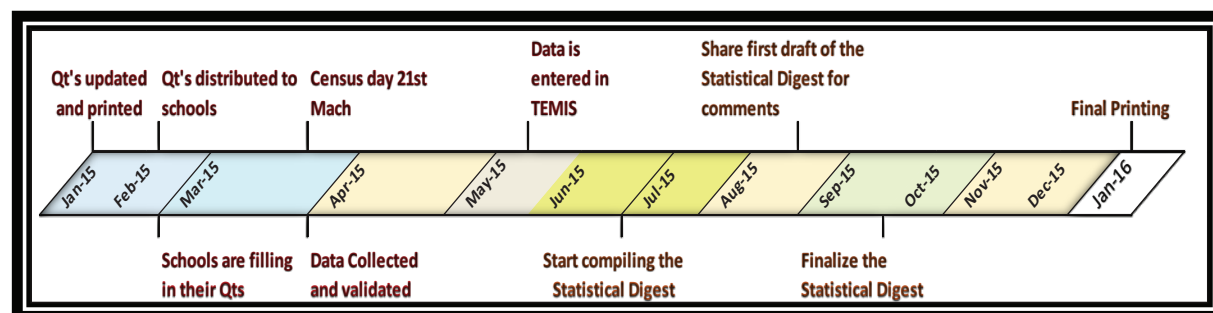 Qt's updated
and printed
Qt's distributed to
schools
Census day 21st
Mach
Data is
entered in
TEMIS
Share first draft of the
Statistical Digest for
comments
Final Printing
Jan-15
Feb-15
Mar-15
Apr-15
May-15
Jun-15
Jul-15
Aug-15
Sep-15
Oct-15
Nov-15
Dec-15
Jan-16
Schools are filling
in their Qts
Data Collected
and validated
Start compiling the
Statistical Digest
Finalize the
Statistical Digest